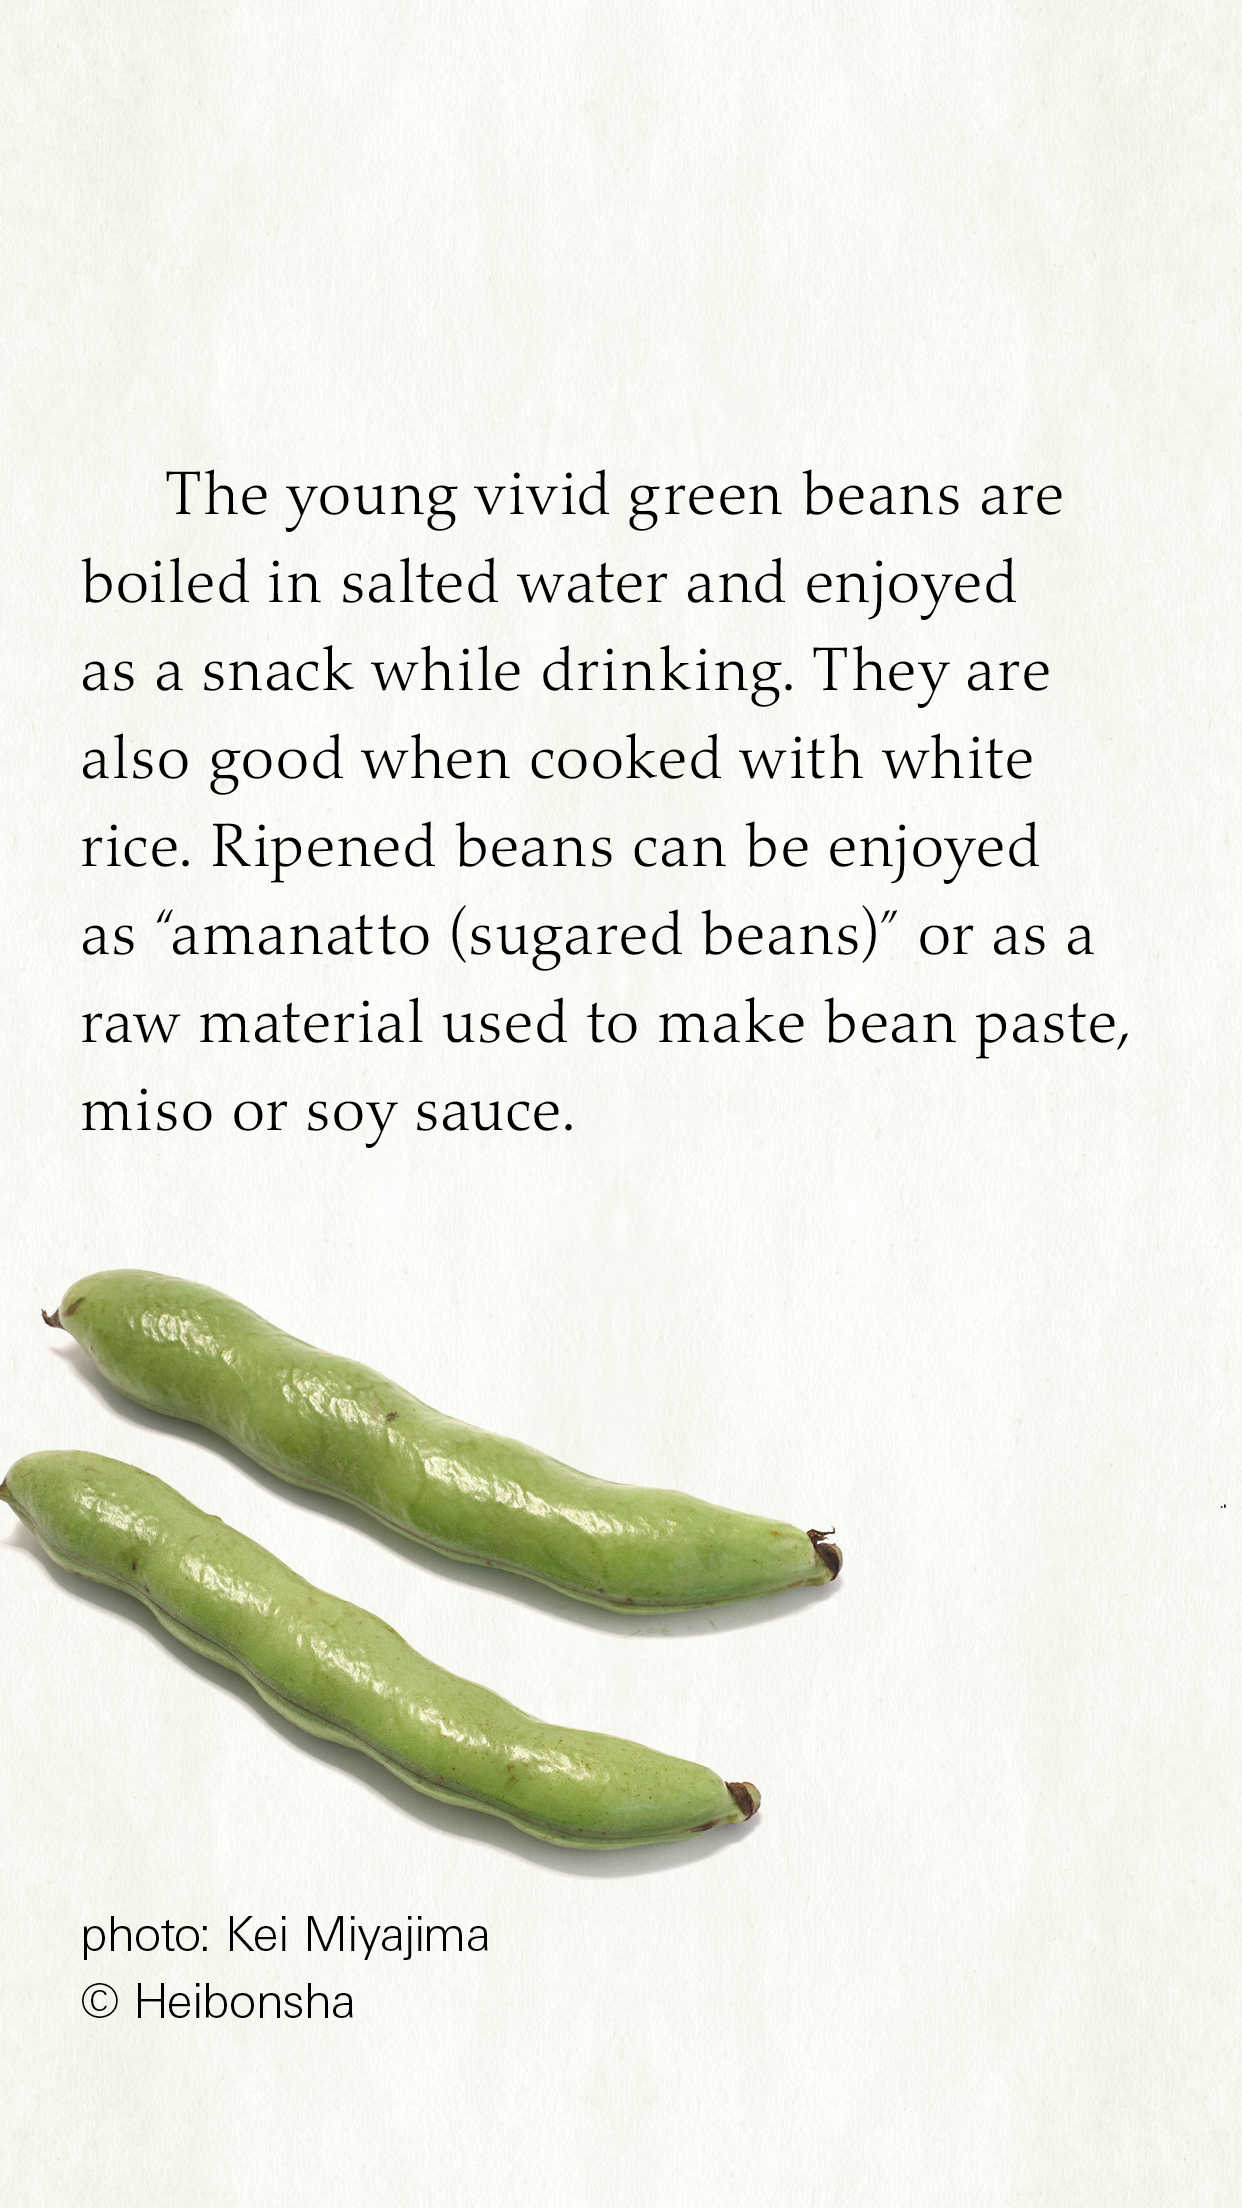 The young vivid green beans are
boiled in salted water and enjoyed
as a snack while drinking. They are
also good when cooked with white
rice. Ripened beans can be enjoyed
as “amanatto (sugared beans)” or as a
raw material used to make bean paste,
miso or soy sauce.
photo: Kei Miyajima
© Heibonsha